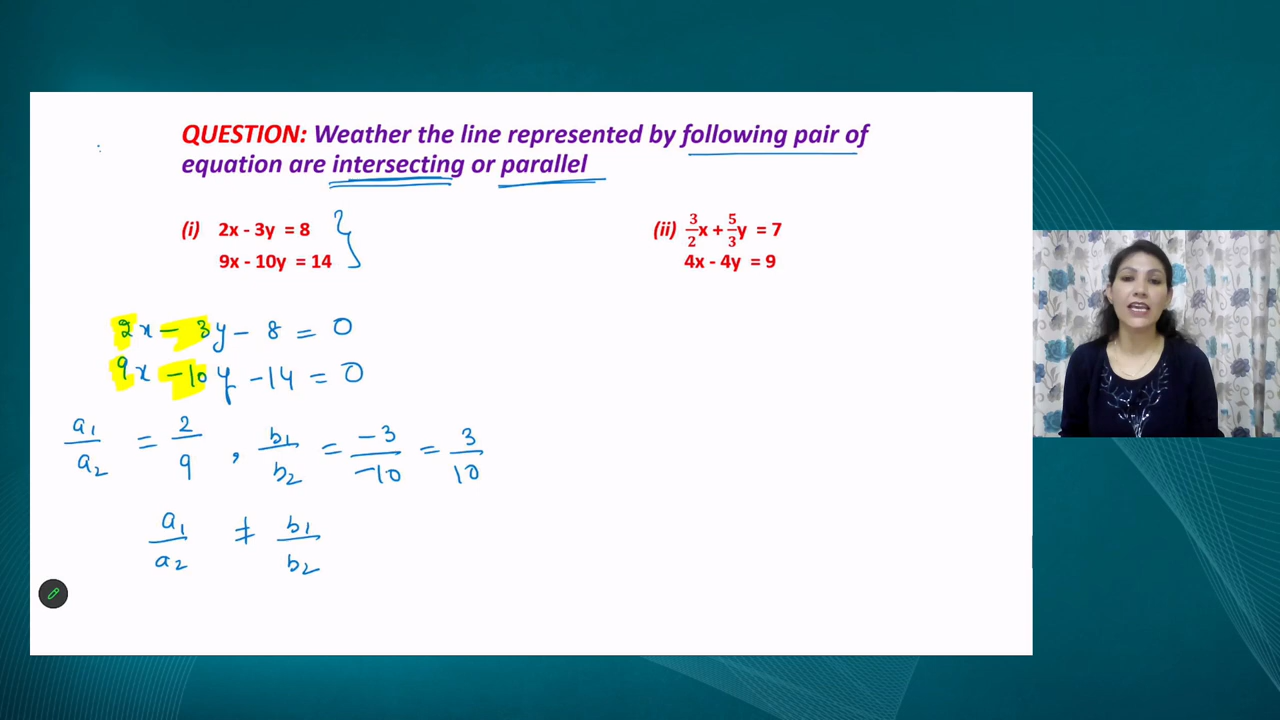 QUESTION: Weather the line represented by following pair of
equation are intersecting or parallel
(i) 2x - 3y = 8
9x - 10y = 14
(ii) 3/2 x + 5/3 y = 7
4x - 4y = 9
2x - 3y - 8 = 0
9x - 10y - 14 = 0
a₁/a₂ = 2/9 , b₁/b₂ = -3/-10 = 3/10
a₁/a₂ ≠ b₁/b₂